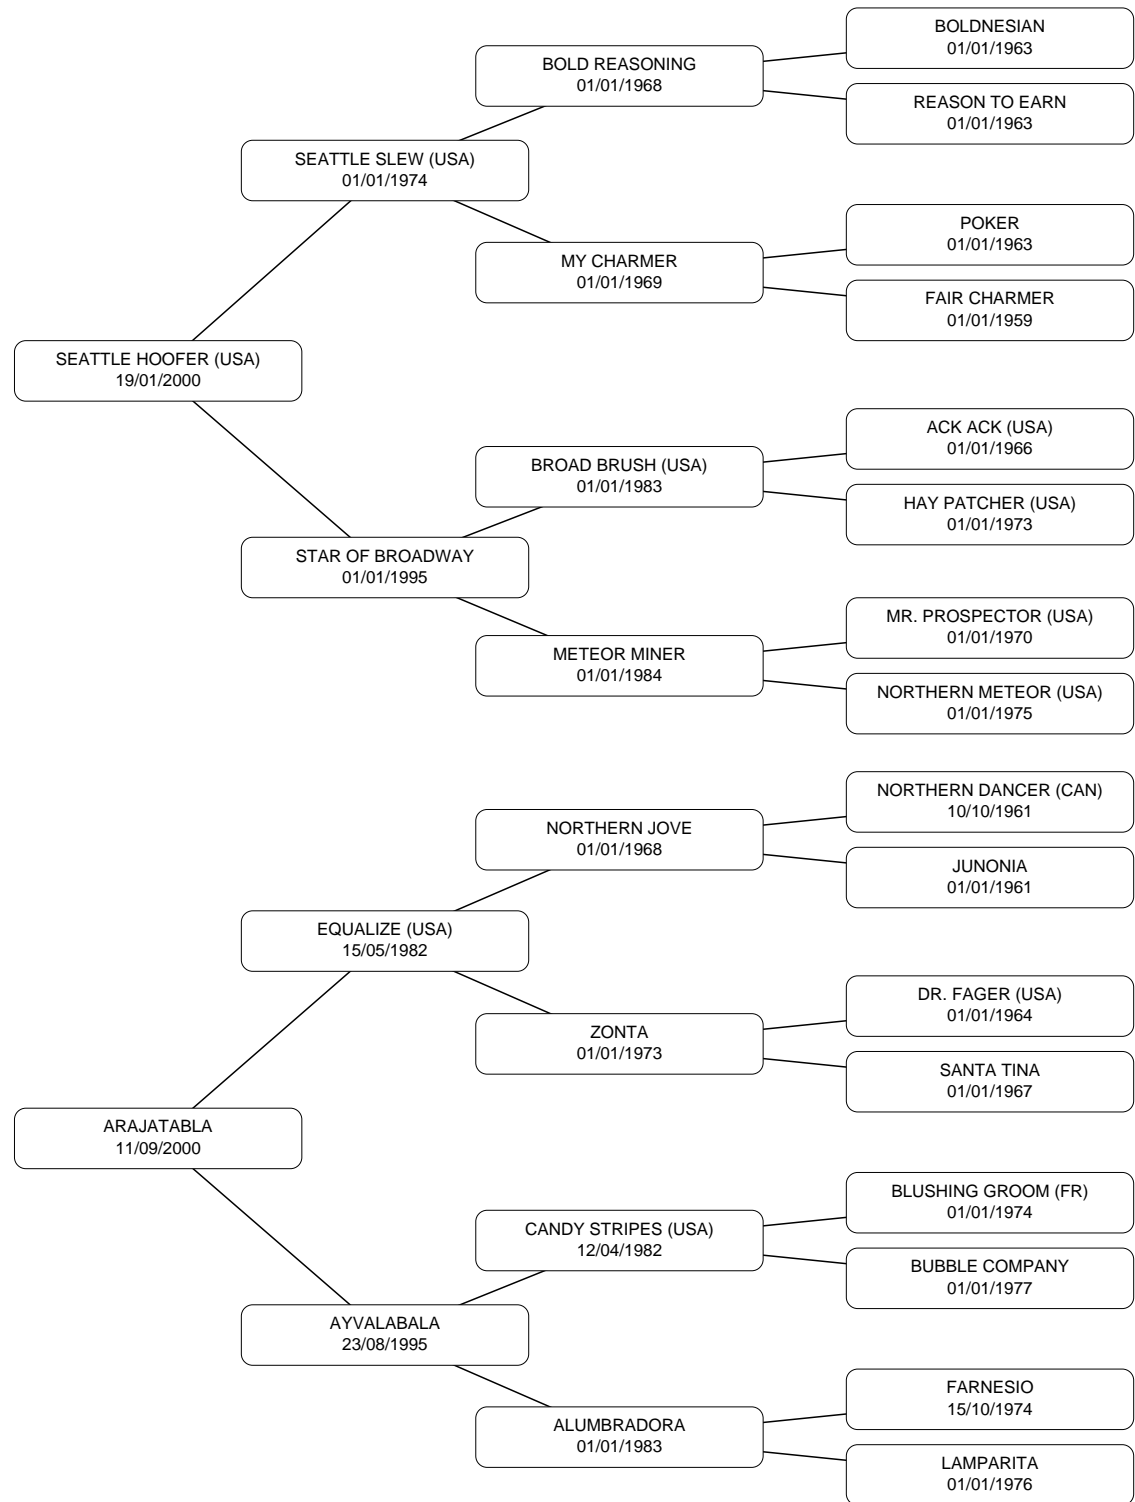 BOLDNESIAN
01/01/1963
BOLD REASONING
01/01/1968
REASON TO EARN
01/01/1963
SEATTLE SLEW (USA)
01/01/1974
POKER
01/01/1963
MY CHARMER
01/01/1969
FAIR CHARMER
01/01/1959
SEATTLE HOOFER (USA)
19/01/2000
ACK ACK (USA)
01/01/1966
BROAD BRUSH (USA)
01/01/1983
HAY PATCHER (USA)
01/01/1973
STAR OF BROADWAY
01/01/1995
MR. PROSPECTOR (USA)
01/01/1970
METEOR MINER
01/01/1984
NORTHERN METEOR (USA)
01/01/1975
NORTHERN DANCER (CAN)
10/10/1961
NORTHERN JOVE
01/01/1968
JUNONIA
01/01/1961
EQUALIZE (USA)
15/05/1982
DR. FAGER (USA)
01/01/1964
ZONTA
01/01/1973
SANTA TINA
01/01/1967
ARAJATABLA
11/09/2000
BLUSHING GROOM (FR)
01/01/1974
CANDY STRIPES (USA)
12/04/1982
BUBBLE COMPANY
01/01/1977
AYVALABALA
23/08/1995
FARNESIO
15/10/1974
ALUMBRADORA
01/01/1983
LAMPARITA
01/01/1976